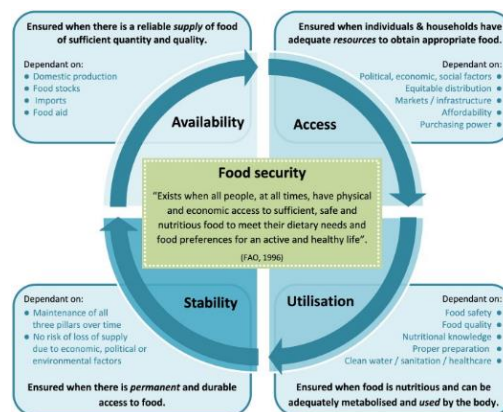 Ensured when there is a reliable supply of food
of sufficient quantity and quality.
Dependant on:
Domestic production
Food stocks
Imports
Food aid
Availability
Ensured when individuals & households have
adequate resources to obtain appropriate food.
Dependant on:
Political, economic, social factors
Equitable distribution
Markets / infrastructure
Affordability
Purchasing power
Access
Food security
"Exists when all people, at all times, have physical
and economic access to sufficient, safe and
nutritious food to meet their dietary needs and
food preferences for an active and healthy life".
(FAO, 1996)
Stability
Dependant on:
Maintenance of all
three pillars over time
No risk of loss of supply
due to economic, political or
environmental factors
Ensured when there is permanent and durable
access to food.
Utilisation
Dependant on:
Food safety
Food quality
Nutritional knowledge
Proper preparation
Clean water / sanitation / healthcare
Ensured when food is nutritious and can be
adequately metabolised and used by the body.